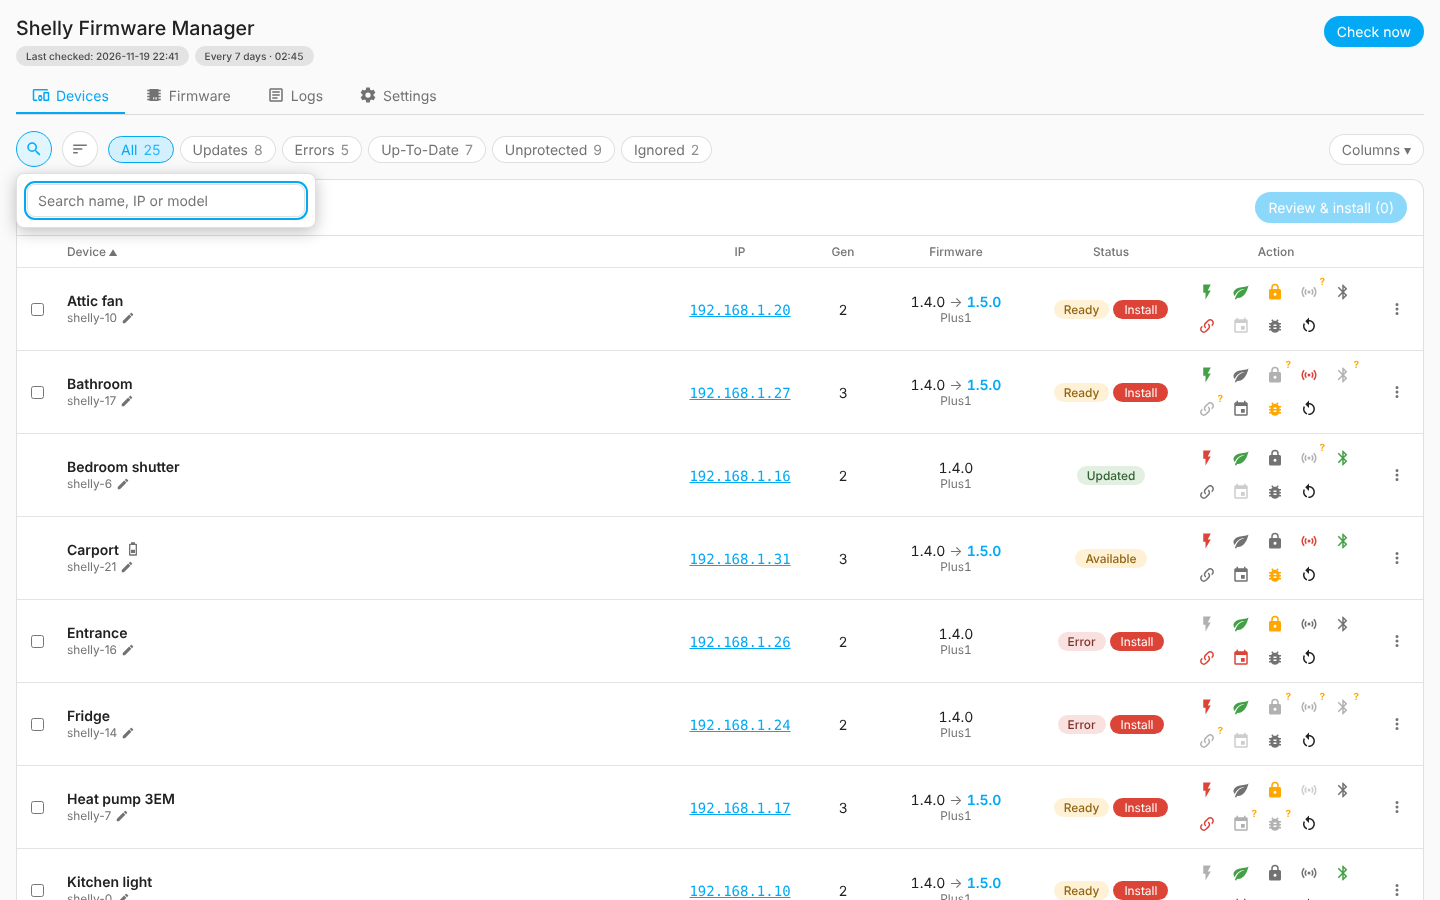 Shelly Firmware Manager
Check now
Last checked: 2026-11-19 22:41
Every 7 days · 02:45
Devices
Firmware
Logs
Settings
All 25
Updates 8
Errors 5
Up-To-Date 7
Unprotected 9
Ignored 2
Columns ▾
Search name, IP or model
Review & install (0)
Device ▲ IP Gen Firmware Status Action
Attic fan
shelly-10
192.168.1.20
2
1.4.0 → 1.5.0
Plus1
Ready
Install
?
Bathroom
shelly-17
192.168.1.27
3
1.4.0 → 1.5.0
Plus1
Ready
Install
? ?
?
Bedroom shutter
shelly-6
192.168.1.16
2
1.4.0
Plus1
Updated
?
Carport
shelly-21
192.168.1.31
3
1.4.0 → 1.5.0
Plus1
Available
Entrance
shelly-16
192.168.1.26
2
1.4.0
Plus1
Error
Install
Fridge
shelly-14
192.168.1.24
2
1.4.0
Plus1
Error
Install
? ? ?
?
Heat pump 3EM
shelly-7
192.168.1.17
3
1.4.0 → 1.5.0
Plus1
Ready
Install
? ?
Kitchen light
shelly-0
192.168.1.10
2
1.4.0 → 1.5.0
Plus1
Ready
Install